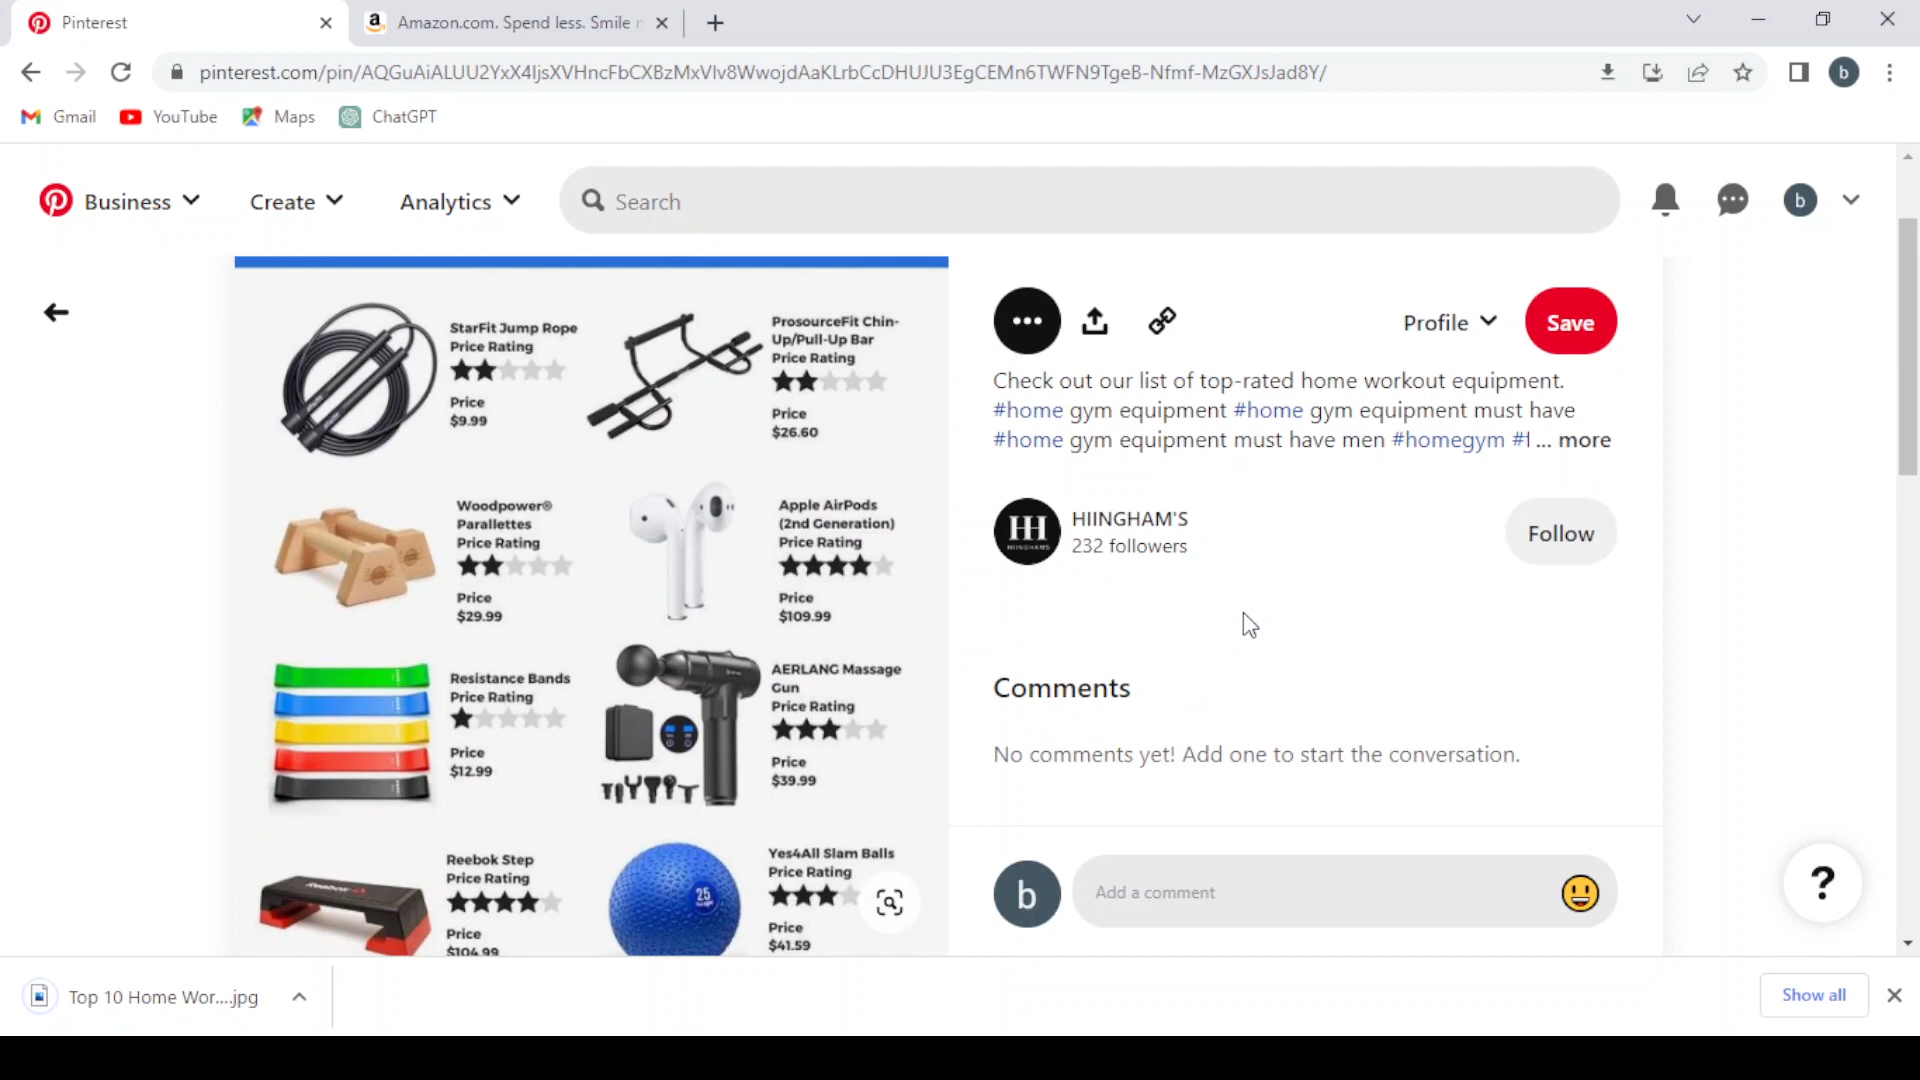 Pinterest
Amazon.com. Spend less. Smile
pinterest.com/pin/AQGuAiALUU2YxX4IjsXVHncFbCXBzMxVlv8WwojdAaKLrbCcDHUJU3EgCEMn6TWFN9TgeB-Nfmf-MzGXJsJad8Y/
b
Gmail
YouTube
Maps
ChatGPT
Business
Create
Analytics
Search
b
StarFit Jump Rope
Price Rating
Price
$9.99
ProsourceFit Chin-
Up/Pull-Up Bar
Price Rating
Price
$26.60
Woodpower®
Parallettes
Price Rating
Price
$29.99
Apple AirPods
(2nd Generation)
Price Rating
Price
$109.99
Resistance Bands
Price Rating
Price
$12.99
AERLANG Massage
Gun
Price Rating
Price
$39.99
Reebok Step
Price Rating
Price
$104.99
25
Yes4All Slam Balls
Price Rating
Price
$41.59
Profile
Save
Check out our list of top-rated home workout equipment.
#home gym equipment #home gym equipment must have
#home gym equipment must have men #homegym #l ... more
HH
HIINGHAMS
HIINGHAM'S
232 followers
Follow
Comments
No comments yet! Add one to start the conversation.
b
Add a comment
?
Top 10 Home Wor....jpg
Show all